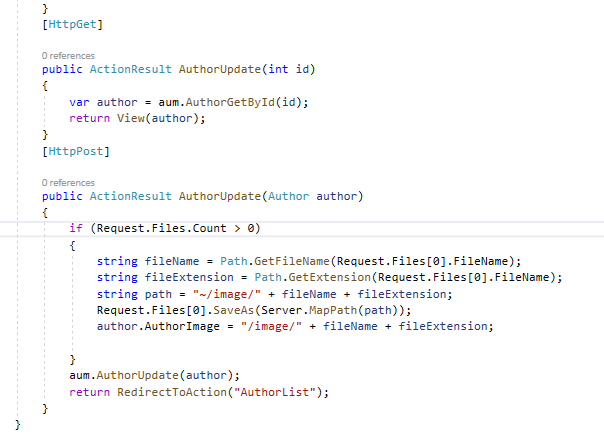 }
[HttpGet]
0 references
public ActionResult AuthorUpdate(int id)
{
var author = aum.AuthorGetById(id);
return View(author);
}
[HttpPost]
0 references
public ActionResult AuthorUpdate(Author author)
{
if (Request.Files.Count > 0)
{
string fileName = Path.GetFileName(Request.Files[0].FileName);
string fileExtension = Path.GetExtension(Request.Files[0].FileName);
string path = "~/image/" + fileName + fileExtension;
Request.Files[0].SaveAs(Server.MapPath(path));
author.AuthorImage = "/image/" + fileName + fileExtension;
}
aum.AuthorUpdate(author);
return RedirectToAction("AuthorList");
}
}